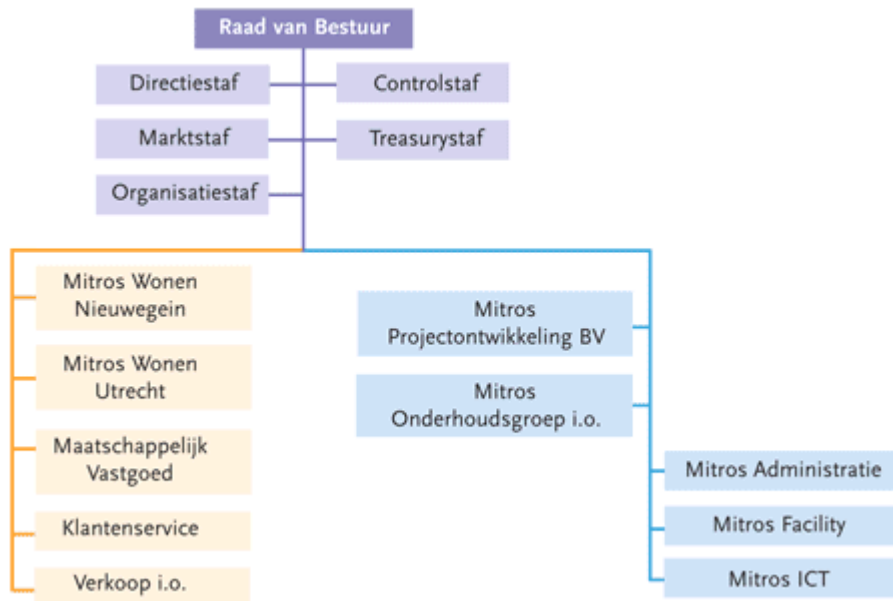 Raad van Bestuur
Directiestaf
Controlstaf
Marktstaf
Treasurystaf
Organisatiestaf
Mitros Wonen
Nieuwegein
Mitros Wonen
Utrecht
Maatschappelijk
Vastgoed
Klantenservice
Verkoop i.o.
Mitros
Projectontwikkeling BV
Mitros
Onderhoudsgroep i.o.
Mitros Administratie
Mitros Facility
Mitros ICT